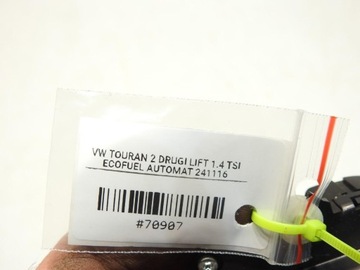 VW TOURAN 2 DRUGI LIFT 1.4 TSI
ECOFUEL AUTOMAT 241116
#70907